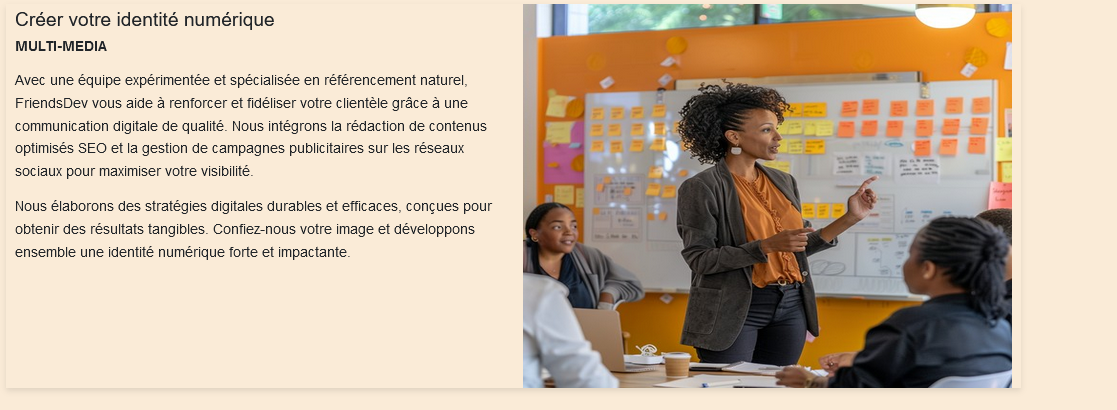 Créer votre identité numérique
MULTI-MEDIA
Avec une équipe expérimentée et spécialisée en référencement naturel,
FriendsDev vous aide à renforcer et fidéliser votre clientèle grâce à une
communication digitale de qualité. Nous intégrons la rédaction de contenus
optimisés SEO et la gestion de campagnes publicitaires sur les réseaux
sociaux pour maximiser votre visibilité.
Nous élaborons des stratégies digitales durables et efficaces, conçues pour
obtenir des résultats tangibles. Confiez-nous votre image et développons
ensemble une identité numérique forte et impactante.